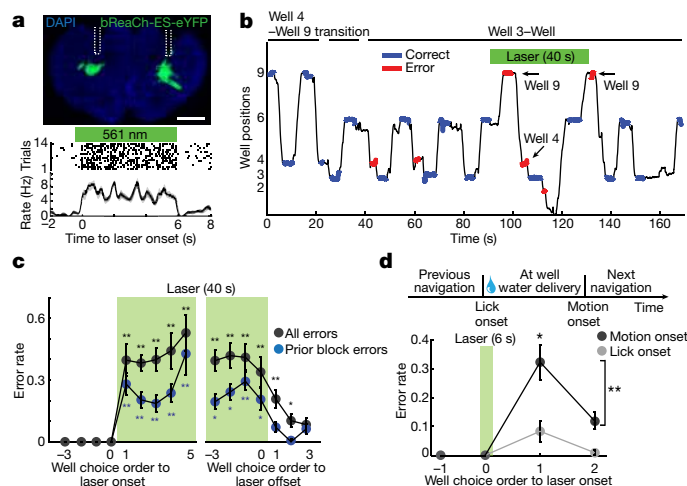 a
DAPI bReaCh-ES-eYFP
561 nm
Trials
14
1
Rate (Hz)
8
4
0
−2 0 2 4 6 8
Time to laser onset (s)
b
Well 4
–Well 9 transition
Well 3–Well
Correct
Error
Laser (40 s)
Well 9
Well 9
Well 4
Well positions
9
6
4
3
2
0 20 40 60 80 100 120 140 160
Time (s)
c
Laser (40 s)
All errors
Prior block errors
Error rate
0.6
0.3
0
** ** ** ** **
** ** ** ** **
** ** ** ** ** *
* * ** *
−3 0 1 5
Well choice order to
laser onset
−3 0 1 3
Well choice order to
laser offset
d
Previous
navigation
At well
water delivery
Next
navigation
Lick
onset
Motion
onset
Time
Laser (6 s)
Motion onset
Lick onset
*
**
Error rate
0.4
0.3
0.2
0.1
0
−1 0 1 2
Well choice order to laser onset